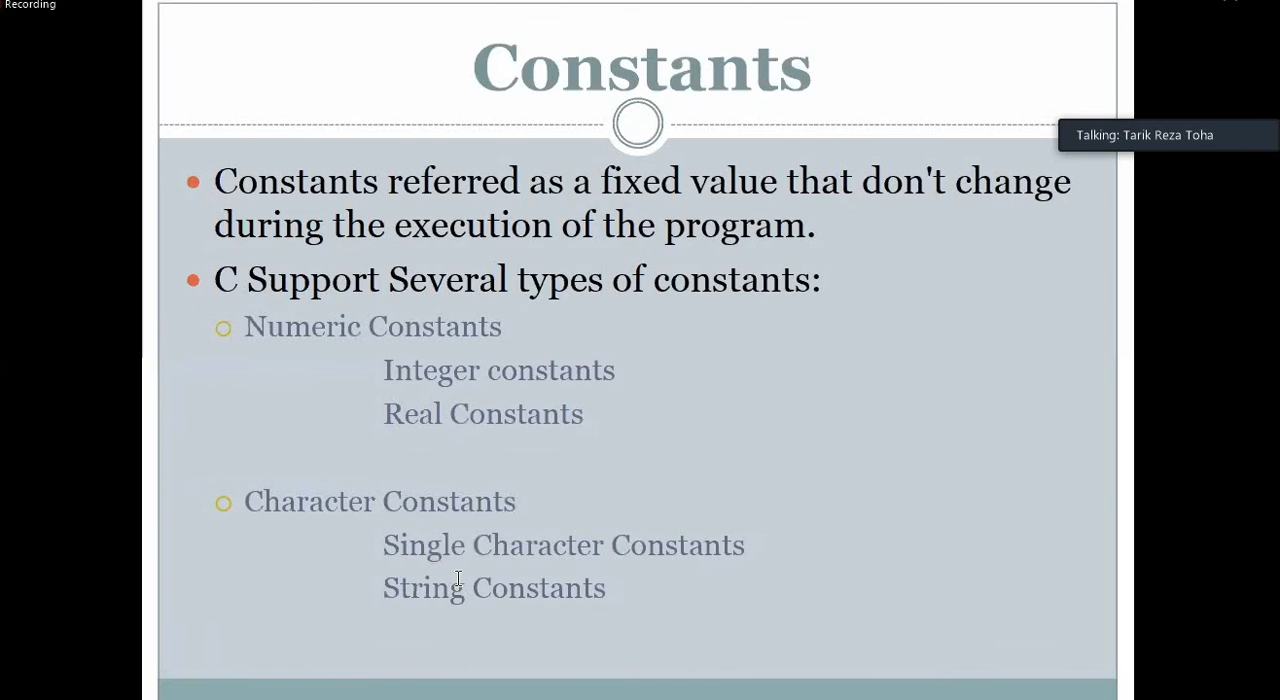 Recording
Constants
Talking: Tarik Reza Toha
Constants referred as a fixed value that don't change
during the execution of the program.
C Support Several types of constants:
Numeric Constants
Integer constants
Real Constants
Character Constants
Single Character Constants
String Constants